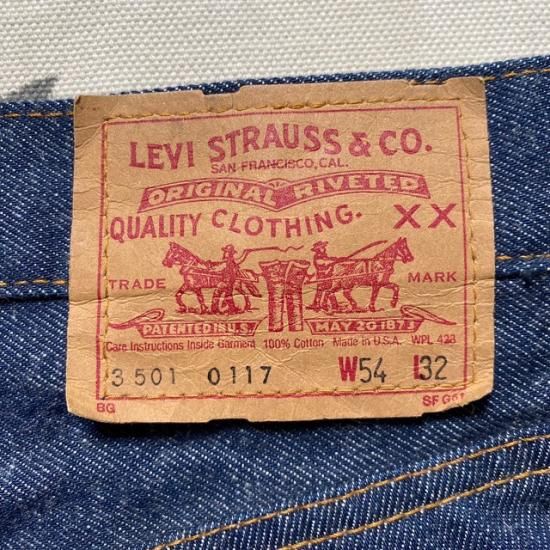 LEVI STRAUSS & CO.
SAN FRANCISCO, CAL.
ORIGINAL RIVETED
QUALITY CLOTHING. XX
TRADE MARK
PATENTED IN U.S. MAY 20 1873
Care Instructions Inside Garment 100% Cotton Made in U.S.A. WPL 423
3 501 0117 W54 L32
BG SF G61